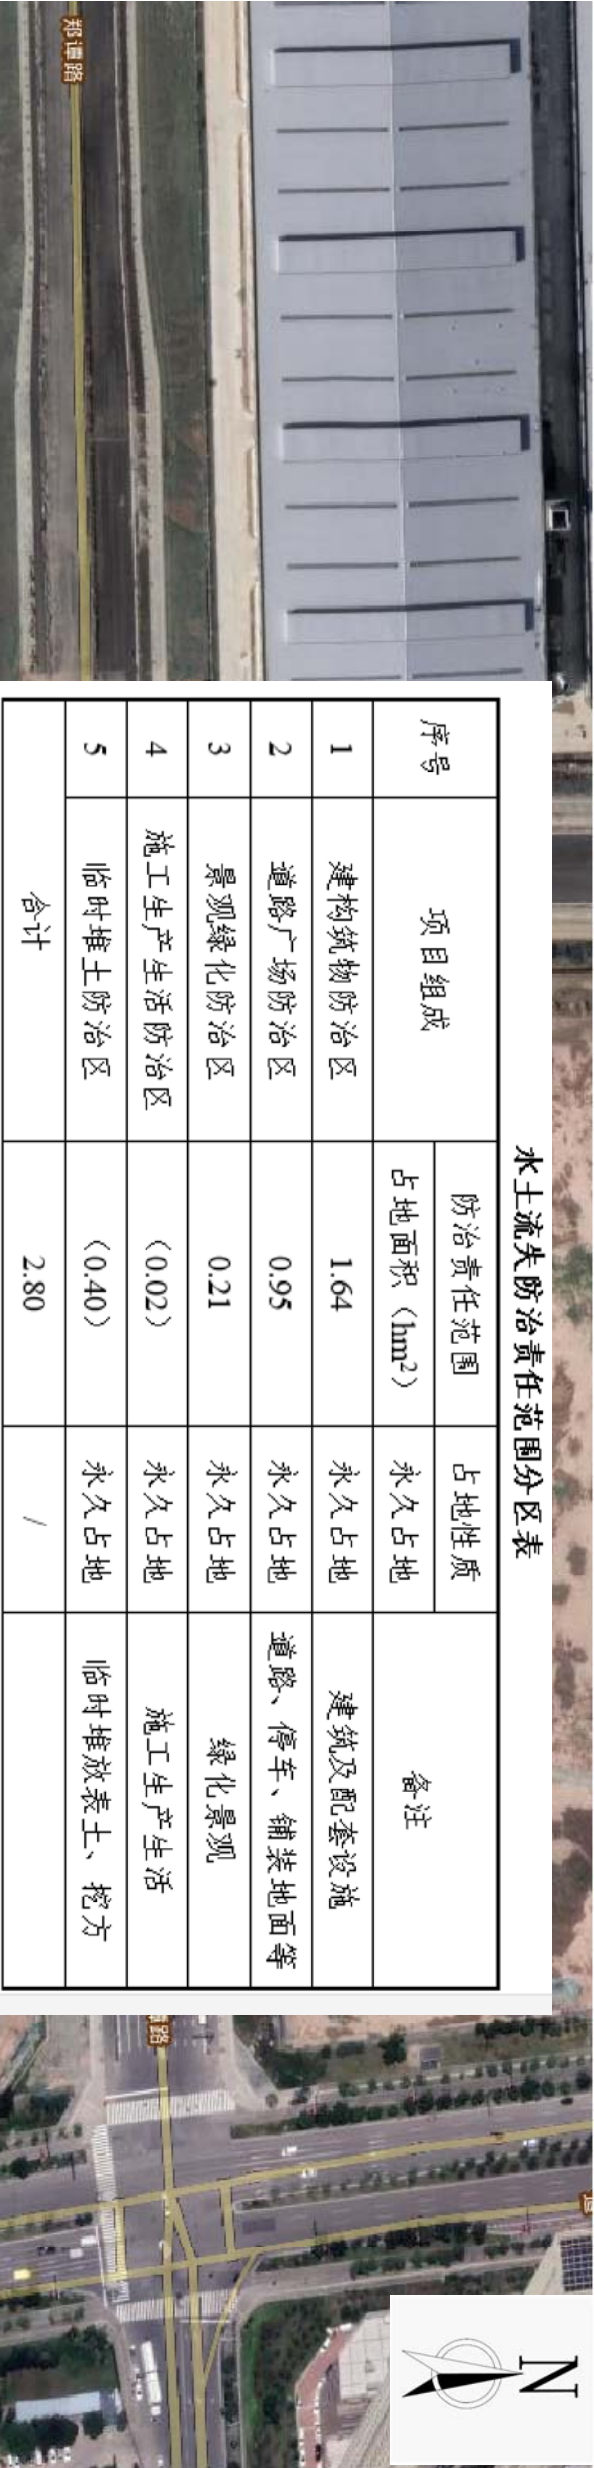 郑谭路
水土流失防治责任范围分区表
序号 项目组成 防治责任范围 占地性质 备注
占地面积（hm²） 永久占地
1 建构筑物防治区 1.64 永久占地 建筑及配套设施
2 道路广场防治区 0.95 永久占地 道路、停车、铺装地面等
3 景观绿化防治区 0.21 永久占地 绿化景观
4 施工生产生活防治区 （0.02） 永久占地 施工生产生活
5 临时堆土防治区 （0.40） 永久占地 临时堆放表土、挖方
合计 2.80 /
路
N